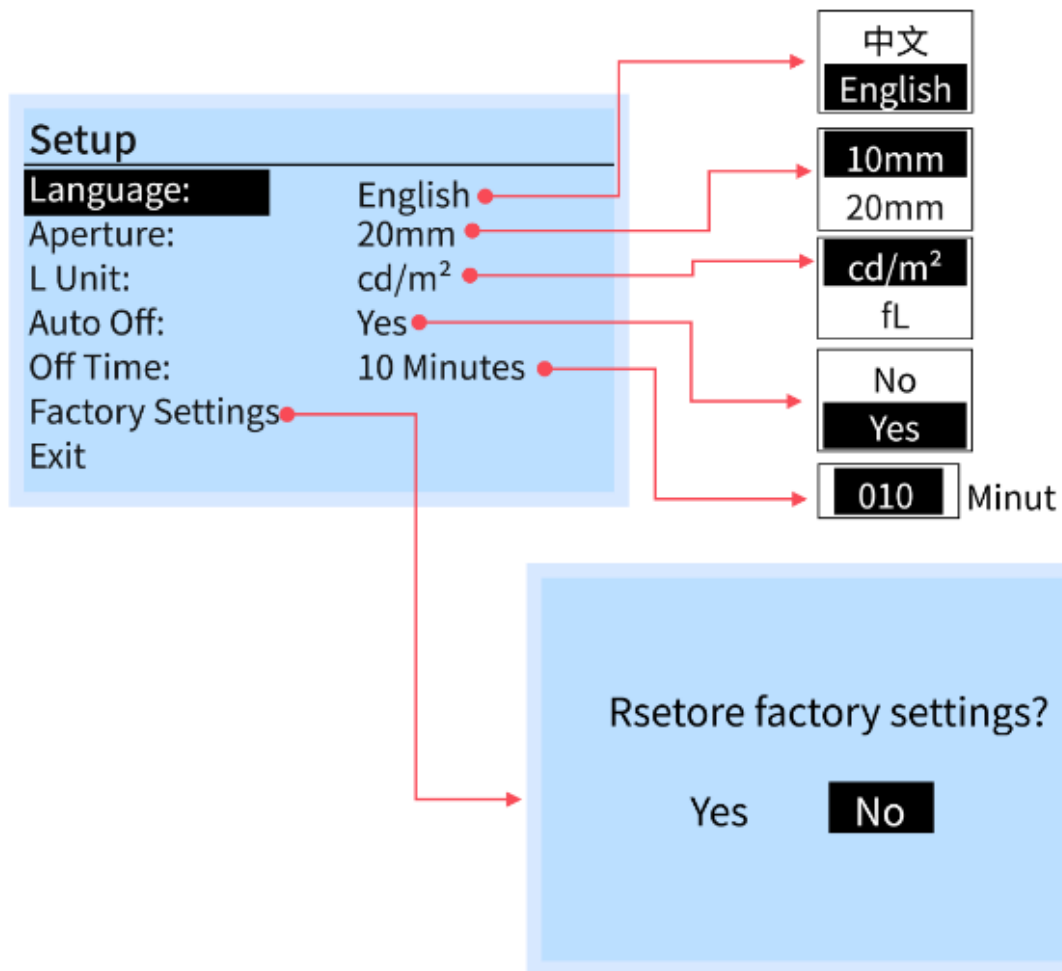 Setup
Language: English
Aperture: 20mm
L Unit: cd/m²
Auto Off: Yes
Off Time: 10 Minutes
Factory Settings
Exit
中文
English
10mm
20mm
cd/m²
fL
No
Yes
010 Minut
Rsetore factory settings?
Yes No